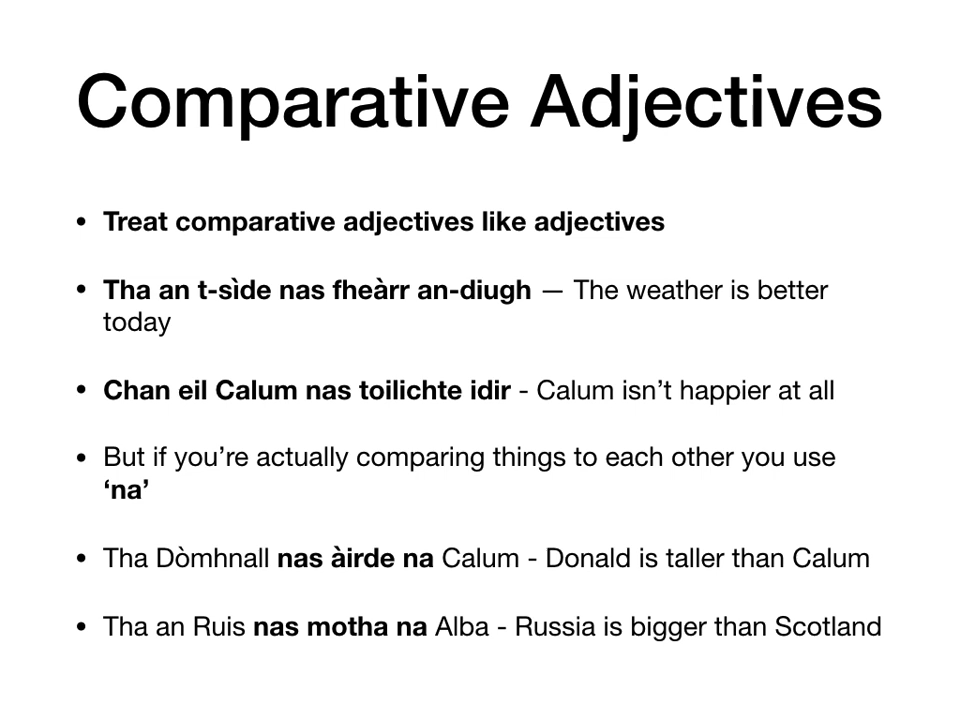 Comparative Adjectives
• Treat comparative adjectives like adjectives
• Tha an t-sìde nas fheàrr an-diugh — The weather is better
today
• Chan eil Calum nas toilichte idir - Calum isn’t happier at all
• But if you’re actually comparing things to each other you use
‘na’
• Tha Dòmhnall nas àirde na Calum - Donald is taller than Calum
• Tha an Ruis nas motha na Alba - Russia is bigger than Scotland